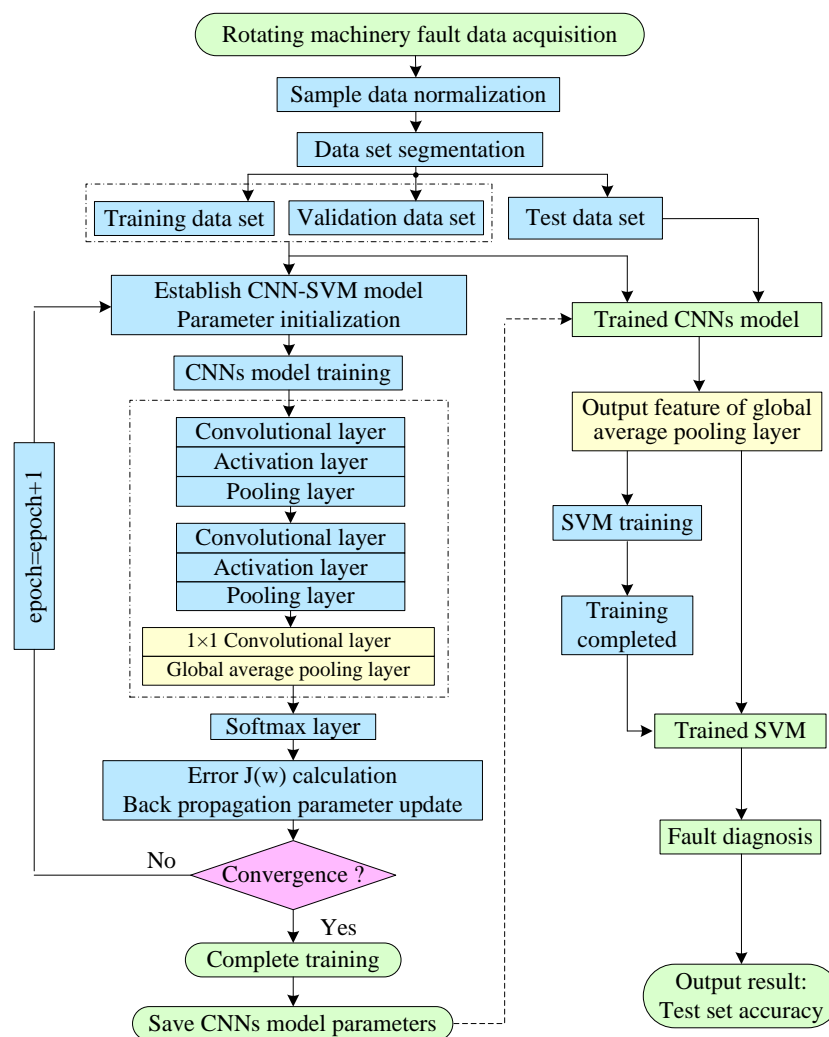 Rotating machinery fault data acquisition
Sample data normalization
Data set segmentation
Training data set
Validation data set
Test data set
Establish CNN-SVM model
Parameter initialization
CNNs model training
Convolutional layer
Activation layer
Pooling layer
Convolutional layer
Activation layer
Pooling layer
1×1 Convolutional layer
Global average pooling layer
Softmax layer
Error J(w) calculation
Back propagation parameter update
Convergence ?
No
epoch=epoch+1
Yes
Complete training
Save CNNs model parameters
Trained CNNs model
Output feature of global
average pooling layer
SVM training
Training
completed
Trained SVM
Fault diagnosis
Output result:
Test set accuracy